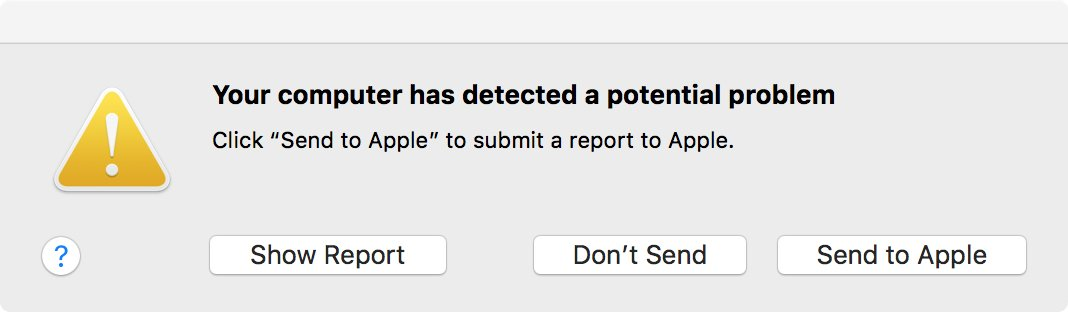 Your computer has detected a potential problem
Click “Send to Apple” to submit a report to Apple.
?
Show Report
Don’t Send
Send to Apple